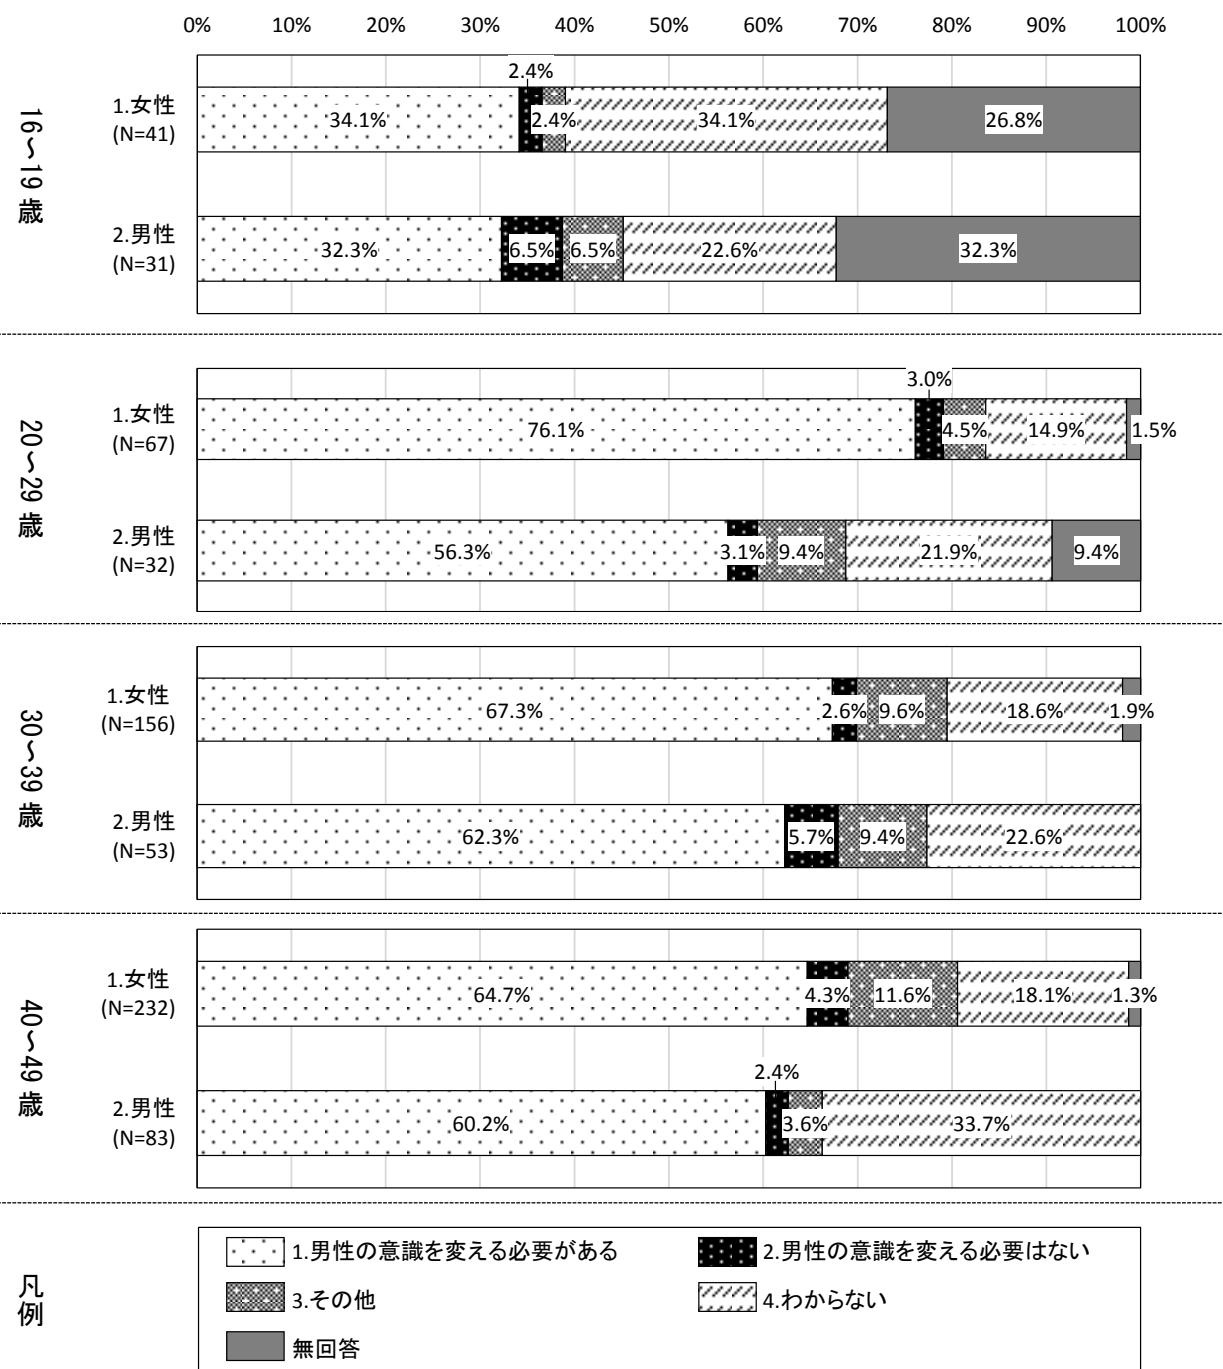 0% 10% 20% 30% 40% 50% 60% 70% 80% 90% 100%
16～19歳
1.女性
(N=41)
2.4%
34.1% 2.4% 34.1% 26.8%
2.男性
(N=31)
32.3% 6.5% 6.5% 22.6% 32.3%
20～29歳
1.女性
(N=67)
3.0%
76.1% 4.5% 14.9% 1.5%
2.男性
(N=32)
56.3% 3.1% 9.4% 21.9% 9.4%
30～39歳
1.女性
(N=156)
67.3% 2.6% 9.6% 18.6% 1.9%
2.男性
(N=53)
62.3% 5.7% 9.4% 22.6%
40～49歳
1.女性
(N=232)
64.7% 4.3% 11.6% 18.1% 1.3%
2.男性
(N=83)
2.4%
60.2% 3.6% 33.7%
凡例
1.男性の意識を変える必要がある 2.男性の意識を変える必要はない
3.その他 4.わからない
無回答